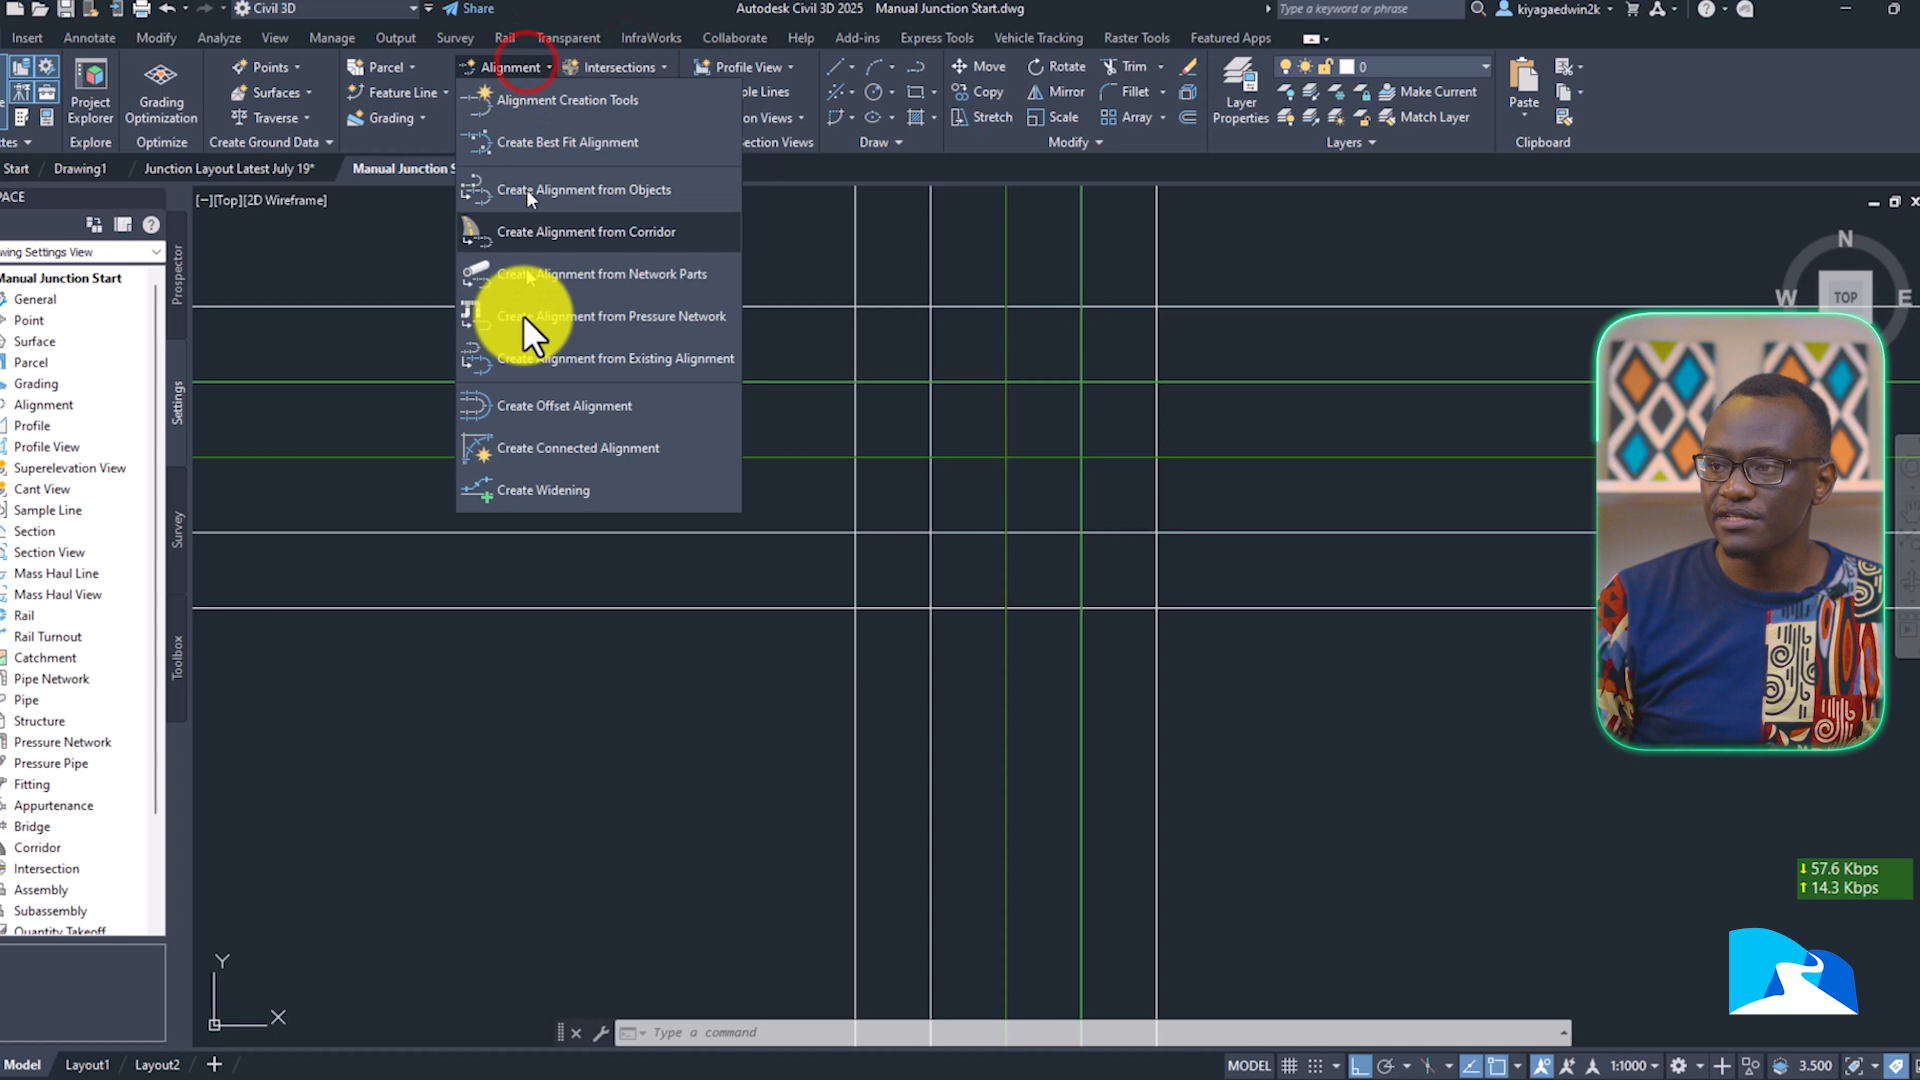 Civil 3D
Share
Autodesk Civil 3D 2025 Manual Junction Start.dwg
Type a keyword or phrase
kiyagaedwin2k
Insert Annotate Modify Analyze View Manage Output Survey Rail Transparent InfraWorks Collaborate Help Add-ins Express Tools Vehicle Tracking Raster Tools Featured Apps
Project Explorer
Explore
Grading Optimization
Optimize
Points
Surfaces
Traverse
Create Ground Data
Parcel
Feature Line
Grading
Alignment
Intersections
Profile View
Draw
Move Rotate Trim
Copy Mirror Fillet
Stretch Scale Array
Modify
Layer Properties
0
Make Current
Match Layer
Layers
Paste
Clipboard
Start Drawing1 Junction Layout Latest July 19* Manual Junction S
Alignment Creation Tools
Create Best Fit Alignment
Create Alignment from Objects
Create Alignment from Corridor
Create Alignment from Network Parts
Create Alignment from Pressure Network
Create Alignment from Existing Alignment
Create Offset Alignment
Create Connected Alignment
Create Widening
PACE
wing Settings View
Manual Junction Start
General
Point
Surface
Parcel
Grading
Alignment
Profile
Profile View
Superelevation View
Cant View
Sample Line
Section
Section View
Mass Haul Line
Mass Haul View
Rail
Rail Turnout
Catchment
Pipe Network
Pipe
Structure
Pressure Network
Pressure Pipe
Fitting
Appurtenance
Bridge
Corridor
Intersection
Assembly
Subassembly
Quantity Takeoff
Prospector
Settings
Survey
Toolbox
[−][Top][2D Wireframe]
N
W TOP E
57.6 Kbps
14.3 Kbps
Y
X
Type a command
Model Layout1 Layout2 +
MODEL
1:1000
3.500